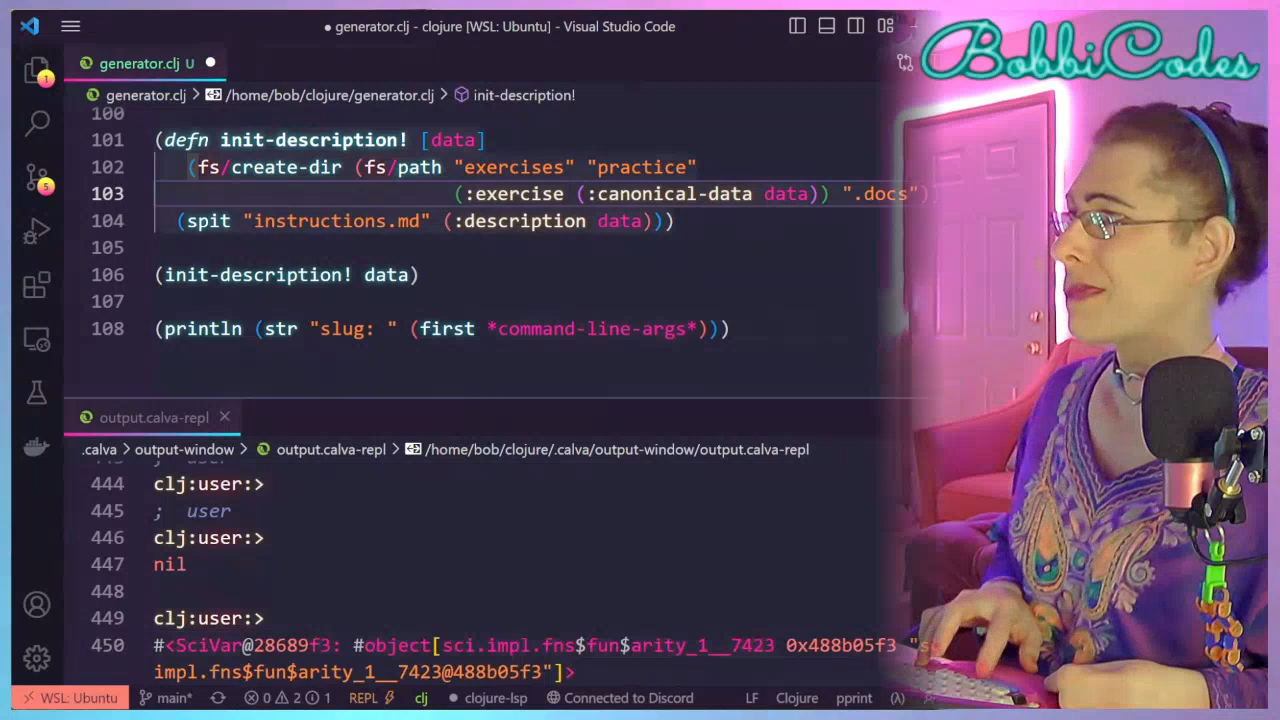 ● generator.clj - clojure [WSL: Ubuntu] - Visual Studio Code
BobbiCodes
generator.clj U ●
generator.clj > /home/bob/clojure/generator.clj > init-description!
100
101 (defn init-description! [data]
102 (fs/create-dir (fs/path "exercises" "practice"
103 (:exercise (:canonical-data data)) ".docs"))
104 (spit "instructions.md" (:description data)))
105
106 (init-description! data)
107
108 (println (str "slug: " (first *command-line-args*)))
output.calva-repl
.calva > output-window > output.calva-repl > /home/bob/clojure/.calva/output-window/output.calva-repl
; user
444 clj:user:>
445 ; user
446 clj:user:>
447 nil
448
449 clj:user:>
450 #<SciVar@28689f3: #object[sci.impl.fns$fun$arity_1__7423 0x488b05f3
impl.fns$fun$arity_1__7423@488b05f3"]>
1
5
WSL: Ubuntu main* 0 2 1 REPL clj clojure-lsp Connected to Discord LF Clojure pprint (λ)